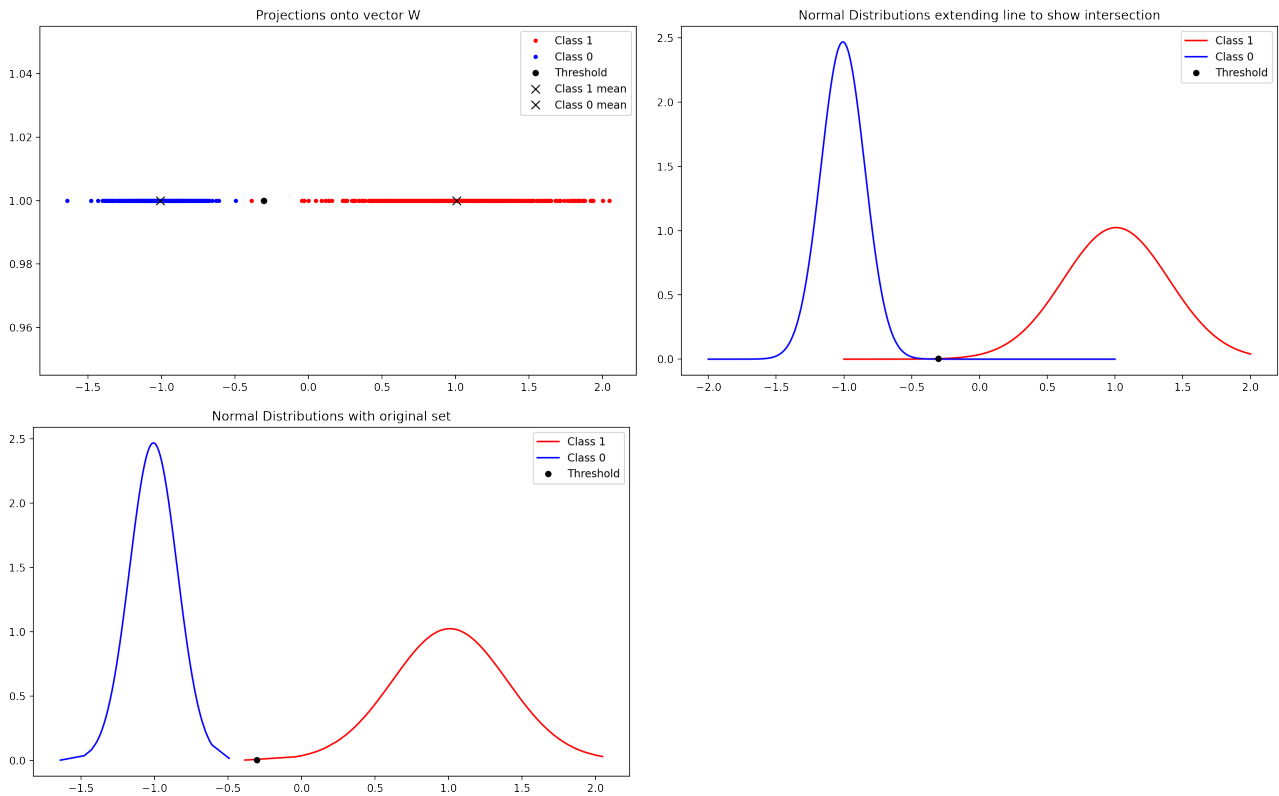 Projections onto vector W
Class 1
Class 0
Threshold
Class 1 mean
Class 0 mean
1.04
1.02
1.00
0.98
0.96
−1.5 −1.0 −0.5 0.0 0.5 1.0 1.5 2.0
Normal Distributions extending line to show intersection
Class 1
Class 0
Threshold
2.5
2.0
1.5
1.0
0.5
0.0
−2.0 −1.5 −1.0 −0.5 0.0 0.5 1.0 1.5 2.0
Normal Distributions with original set
Class 1
Class 0
Threshold
2.5
2.0
1.5
1.0
0.5
0.0
−1.5 −1.0 −0.5 0.0 0.5 1.0 1.5 2.0